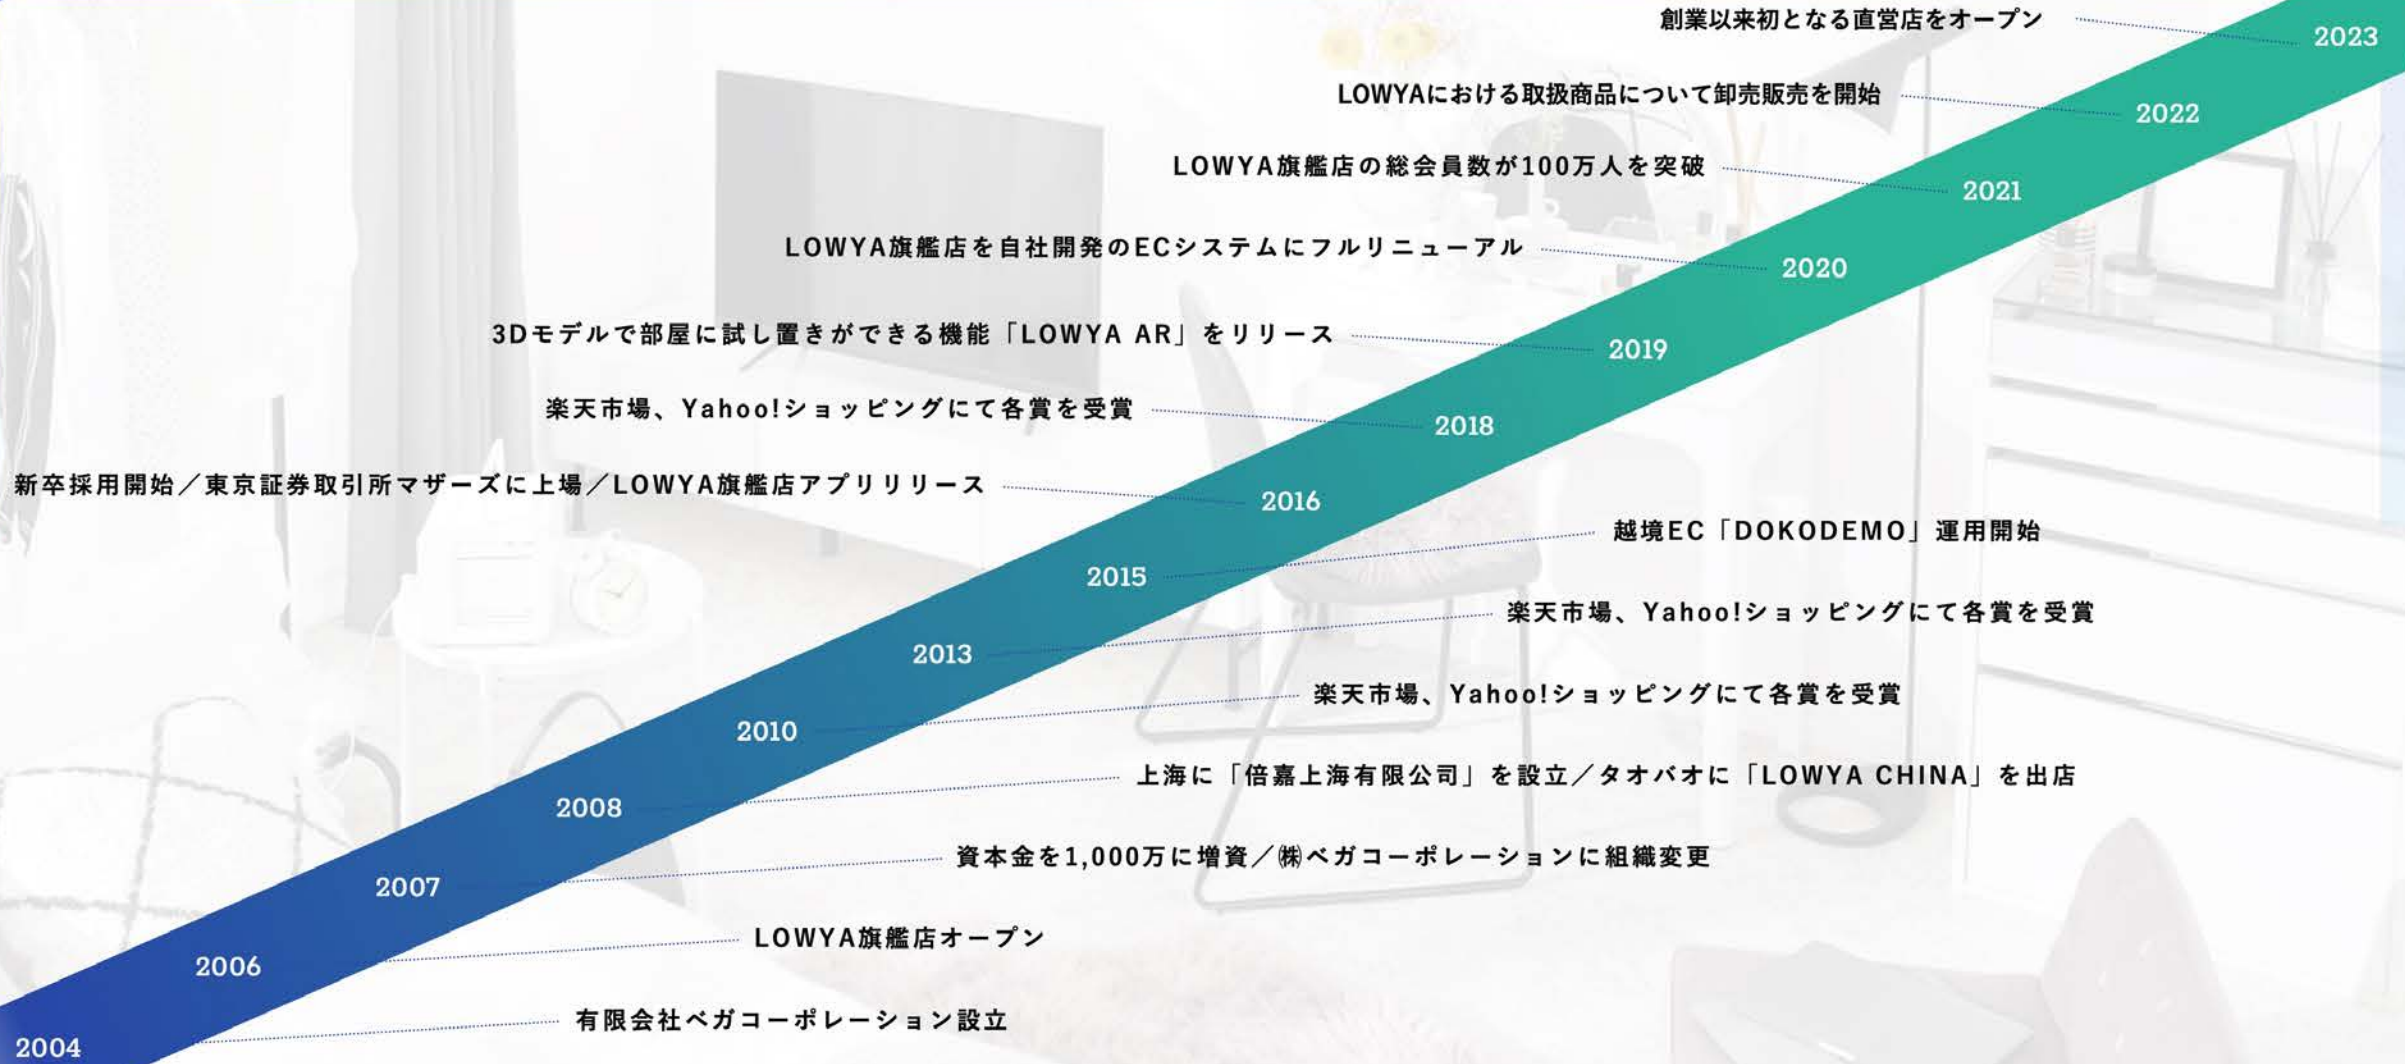 創業以来初となる直営店をオープン 2023
LOWYAにおける取扱商品について卸売販売を開始 2022
LOWYA旗艦店の総会員数が100万人を突破 2021
LOWYA旗艦店を自社開発のECシステムにフルリニューアル 2020
3Dモデルで部屋に試し置きができる機能「LOWYA AR」をリリース 2019
楽天市場、Yahoo!ショッピングにて各賞を受賞 2018
新卒採用開始／東京証券取引所マザーズに上場／LOWYA旗艦店アプリリリース 2016
2015 越境EC「DOKODEMO」運用開始
2013 楽天市場、Yahoo!ショッピングにて各賞を受賞
2010 楽天市場、Yahoo!ショッピングにて各賞を受賞
2008 上海に「倍嘉上海有限公司」を設立／タオバオに「LOWYA CHINA」を出店
2007 資本金を1,000万に増資／㈱ベガコーポレーションに組織変更
2006 LOWYA旗艦店オープン
2004 有限会社ベガコーポレーション設立